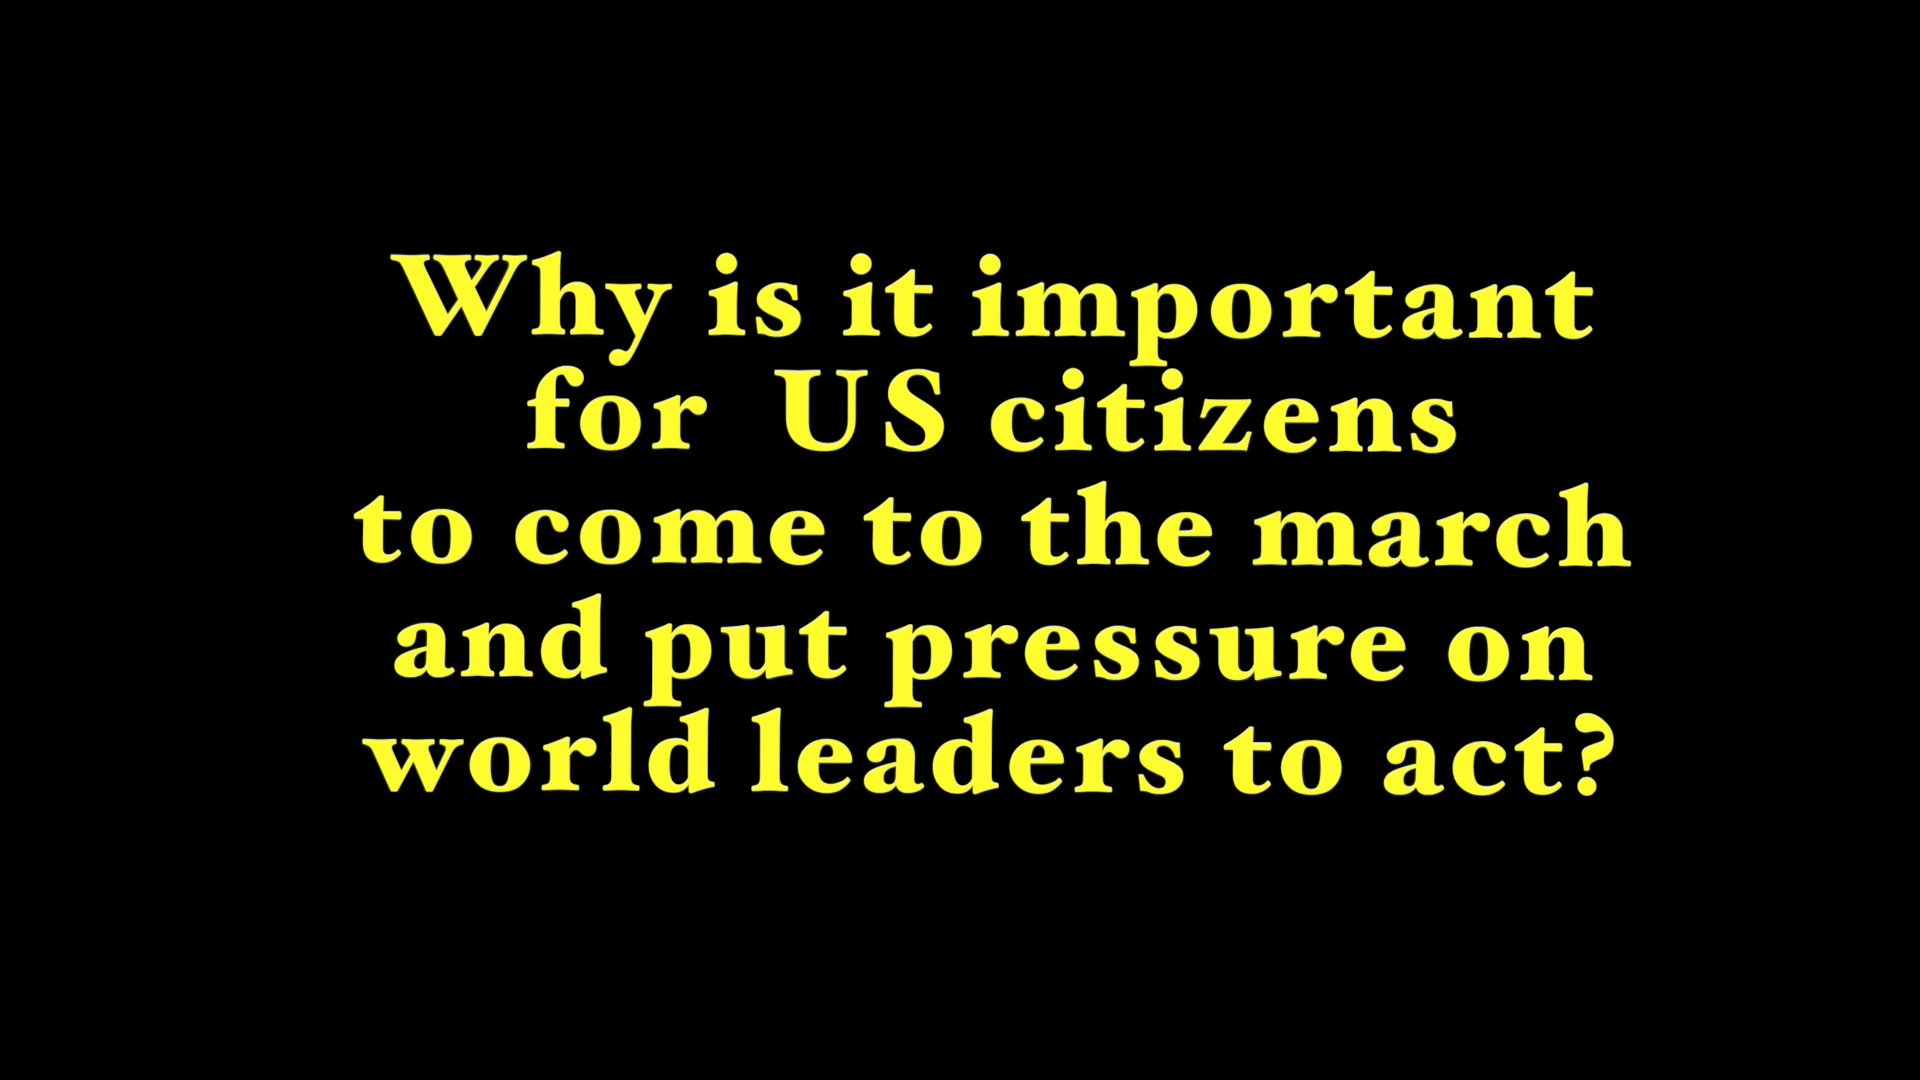 Why is it important
for US citizens
to come to the march
and put pressure on
world leaders to act?